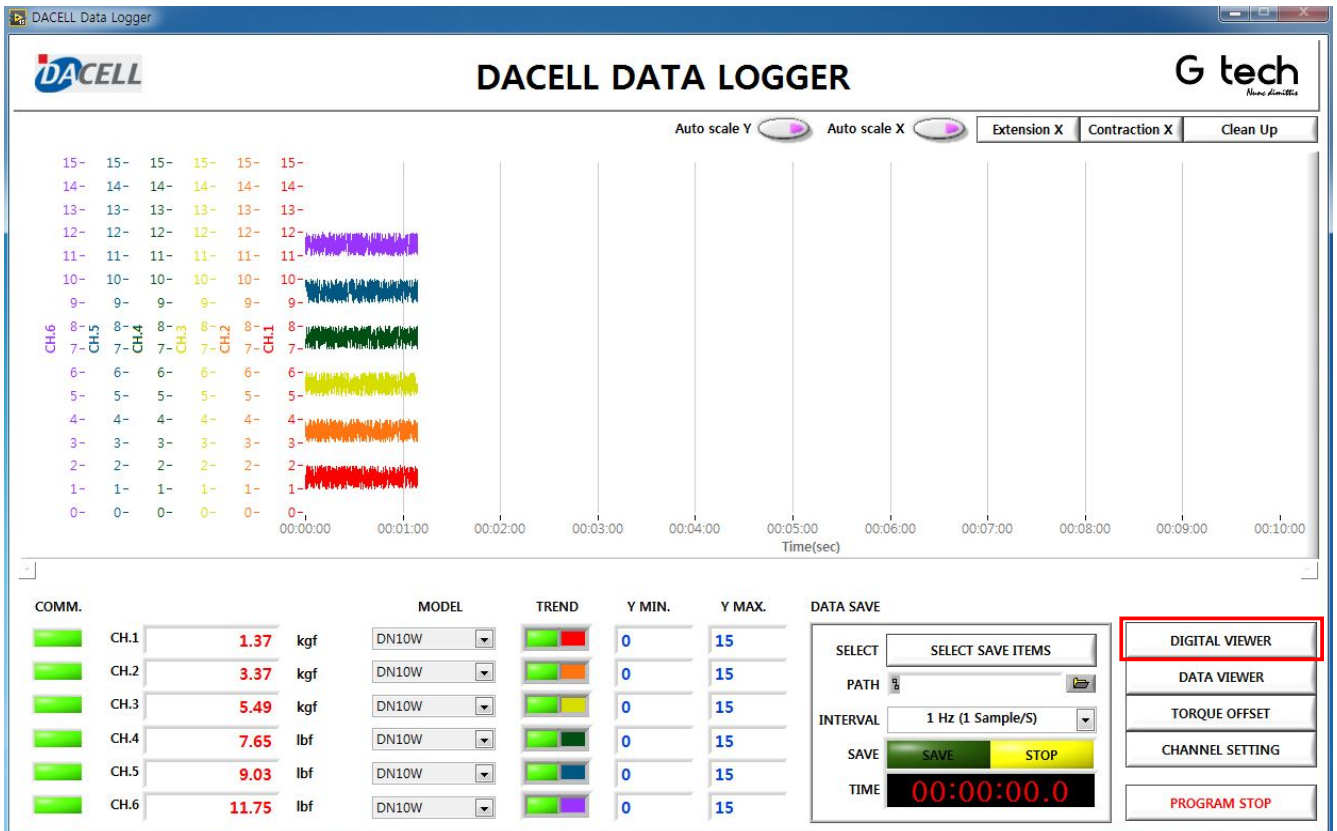 DACELL Data Logger
DACELL
DACELL DATA LOGGER
G tech
Nunc dimittis
Auto scale Y
Auto scale X
Extension X
Contraction X
Clean Up
15 15 15 15 15 15
14 14 14 14 14 14
13 13 13 13 13 13
12 12 12 12 12 12
11 11 11 11 11 11
10 10 10 10 10 10
9 9 9 9 9 9
8 8 8 8 8 8
CH.6 CH.5 CH.4 CH.3 CH.2 CH.1
7 7 7 7 7 7
6 6 6 6 6 6
5 5 5 5 5 5
4 4 4 4 4 4
3 3 3 3 3 3
2 2 2 2 2 2
1 1 1 1 1 1
0 0 0 0 0 0
00:00:00 00:01:00 00:02:00 00:03:00 00:04:00 00:05:00 00:06:00 00:07:00 00:08:00 00:09:00 00:10:00
Time(sec)
COMM. MODEL TREND Y MIN. Y MAX.
CH.1 1.37 kgf DN10W 0 15
CH.2 3.37 kgf DN10W 0 15
CH.3 5.49 kgf DN10W 0 15
CH.4 7.65 lbf DN10W 0 15
CH.5 9.03 lbf DN10W 0 15
CH.6 11.75 lbf DN10W 0 15
DATA SAVE
SELECT SELECT SAVE ITEMS
PATH
INTERVAL 1 Hz (1 Sample/S)
SAVE SAVE STOP
TIME 00:00:00.0
DIGITAL VIEWER
DATA VIEWER
TORQUE OFFSET
CHANNEL SETTING
PROGRAM STOP